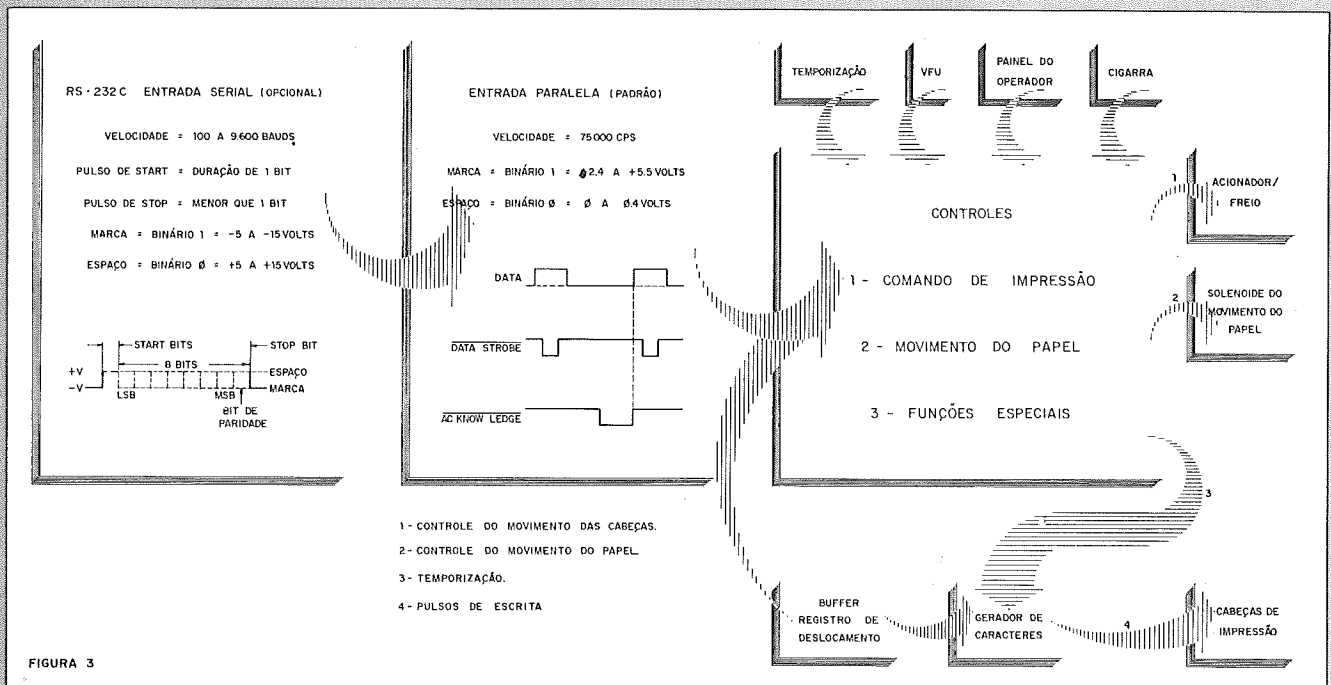 RS-232C ENTRADA SERIAL (OPCIONAL)
VELOCIDADE = 100 A 9.600 BAUDS
PULSO DE START = DURAÇÃO DE 1 BIT
PULSO DE STOP = MENOR QUE 1 BIT
MARCA = BINÁRIO 1 = -5 A -15 VOLTS
ESPAÇO = BINÁRIO Ø = +5 A +15 VOLTS
START BITS
STOP BIT
8 BITS
+V
ESPAÇO
-V
MARCA
LSB
MSB
BIT DE
PARIDADE
ENTRADA PARALELA (PADRÃO)
VELOCIDADE = 75000 CPS
MARCA = BINÁRIO 1 = 2.4 A +5.5 VOLTS
ESPAÇO = BINÁRIO Ø = Ø A Ø.4 VOLTS
DATA
DATA STROBE
AC KNOW LEDGE
TEMPORIZAÇÃO
VFU
PAINEL DO
OPERADOR
CIGARRA
CONTROLES
1 - COMANDO DE IMPRESSÃO
2 - MOVIMENTO DO PAPEL
3 - FUNÇÕES ESPECIAIS
1
ACIONADOR/
FREIO
2
SOLENOIDE DO
MOVIMENTO DO
PAPEL
3
1 - CONTROLE DO MOVIMENTO DAS CABEÇAS.
2 - CONTROLE DO MOVIMENTO DO PAPEL
3 - TEMPORIZAÇÃO.
4 - PULSOS DE ESCRITA
BUFFER
REGISTRO DE
DESLOCAMENTO
GERADOR DE
CARACTERES
4
CABEÇAS DE
IMPRESSÃO
FIGURA 3